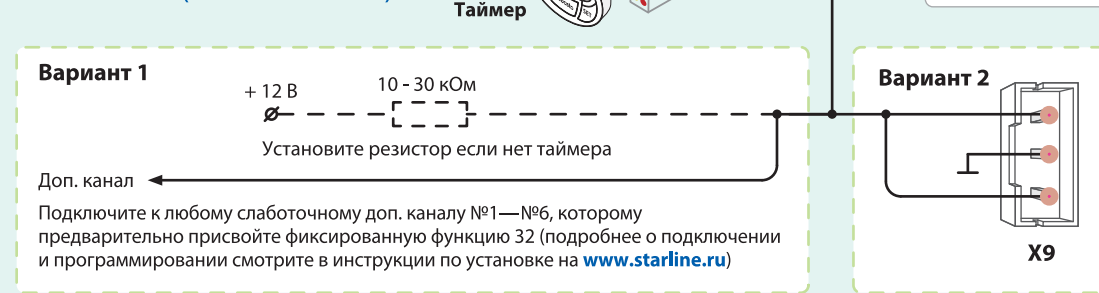 Таймер
Вариант 1
+ 12 В
10 - 30 кОм
Установите резистор если нет таймера
Доп. канал
Подключите к любому слаботочному доп. каналу №1—№6, которому
предварительно присвойте фиксированную функцию 32 (подробнее о подключении
и программировании смотрите в инструкции по установке на www.starline.ru)
Вариант 2
X9